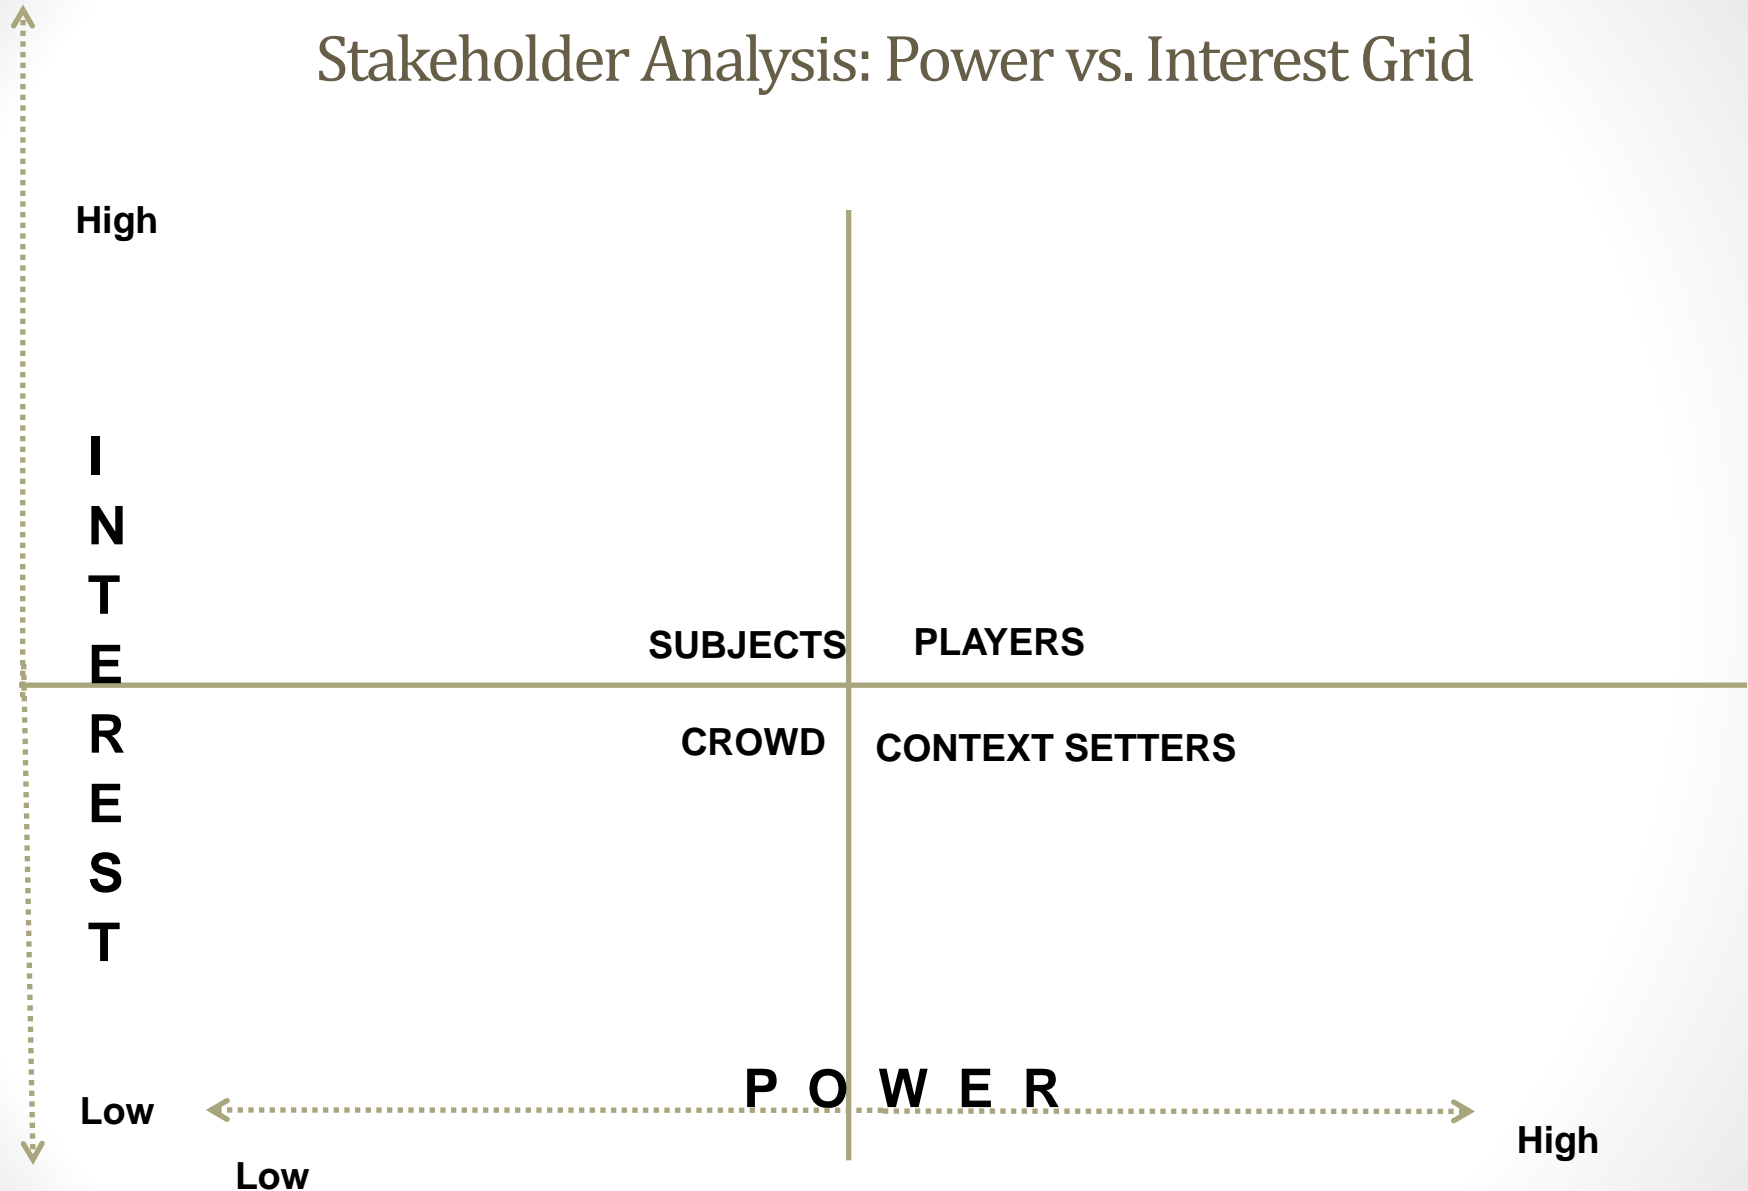 Stakeholder Analysis: Power vs. Interest Grid
High
I
N
T
E
R
E
S
T
SUBJECTS
PLAYERS
CROWD
CONTEXT SETTERS
P O W E R
Low
High
Low